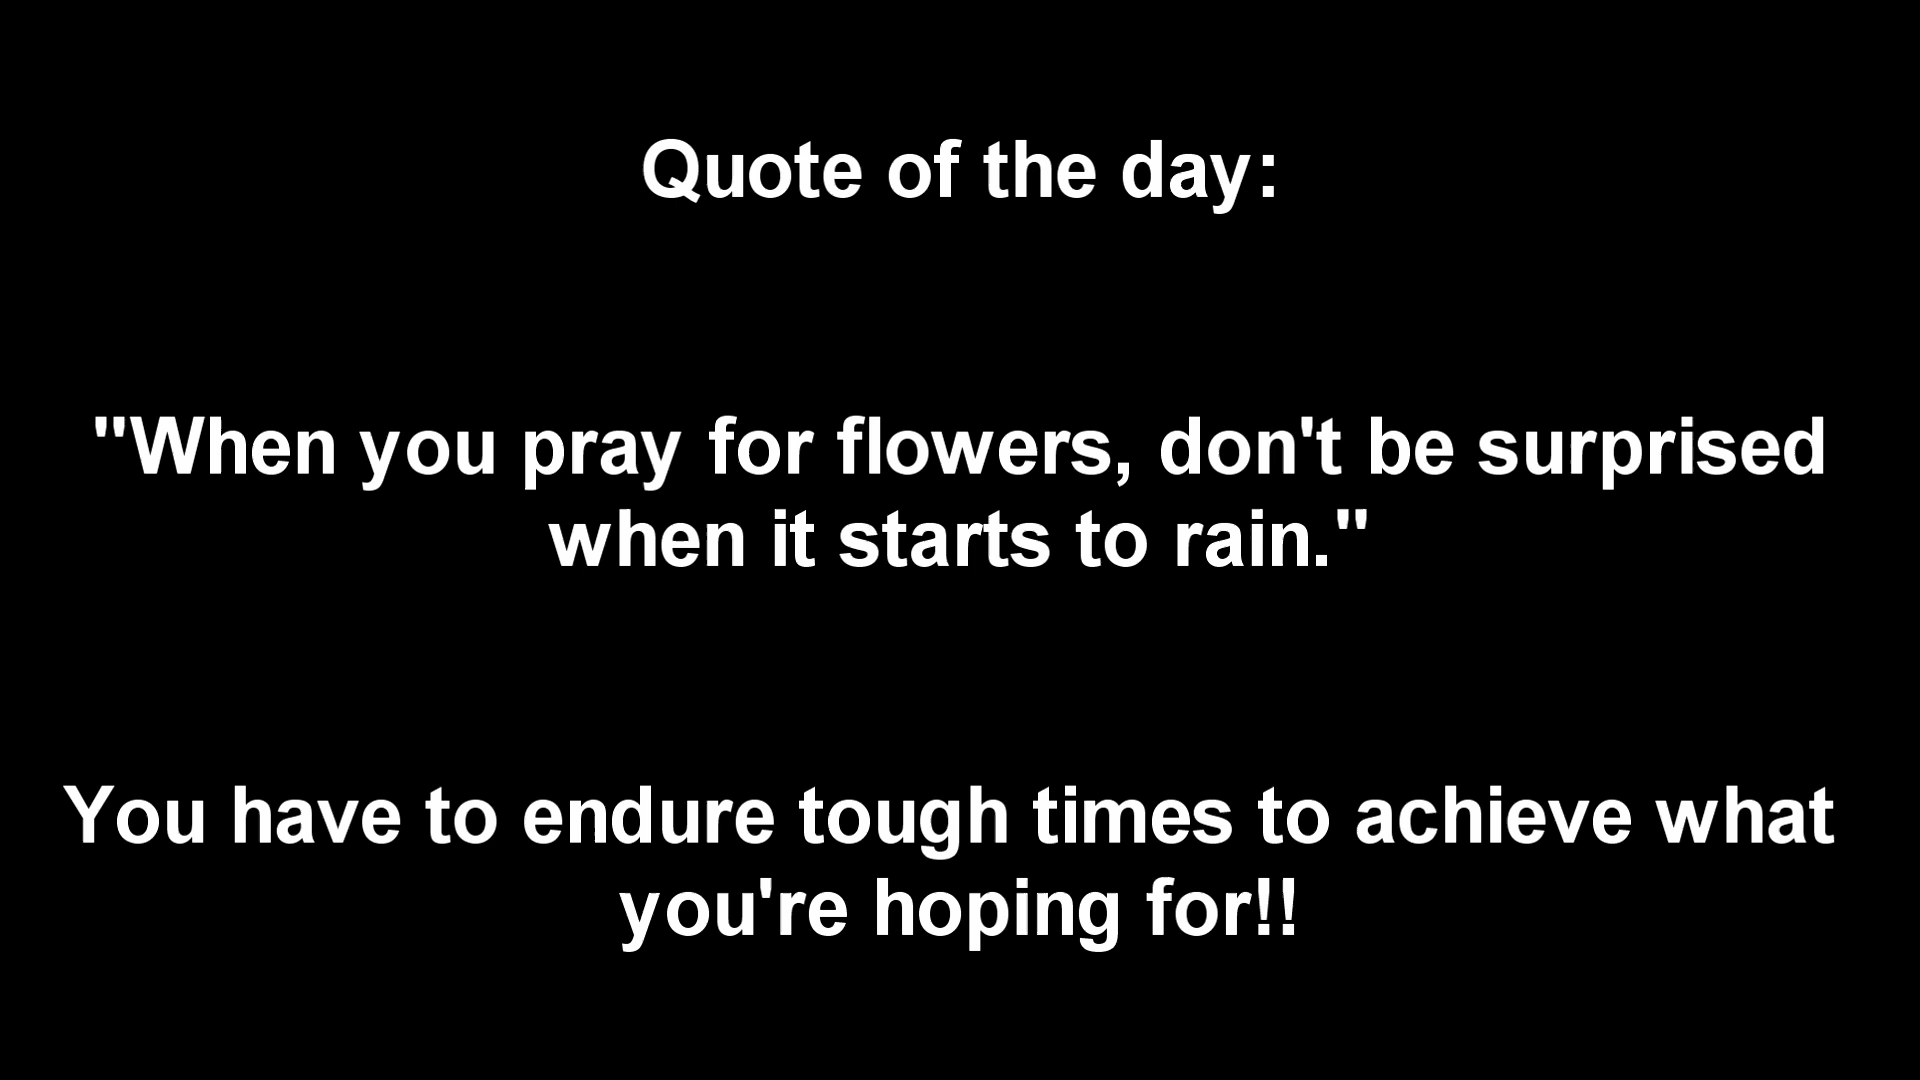 Quote of the day:
"When you pray for flowers, don't be surprised
when it starts to rain."
You have to endure tough times to achieve what
you're hoping for!!